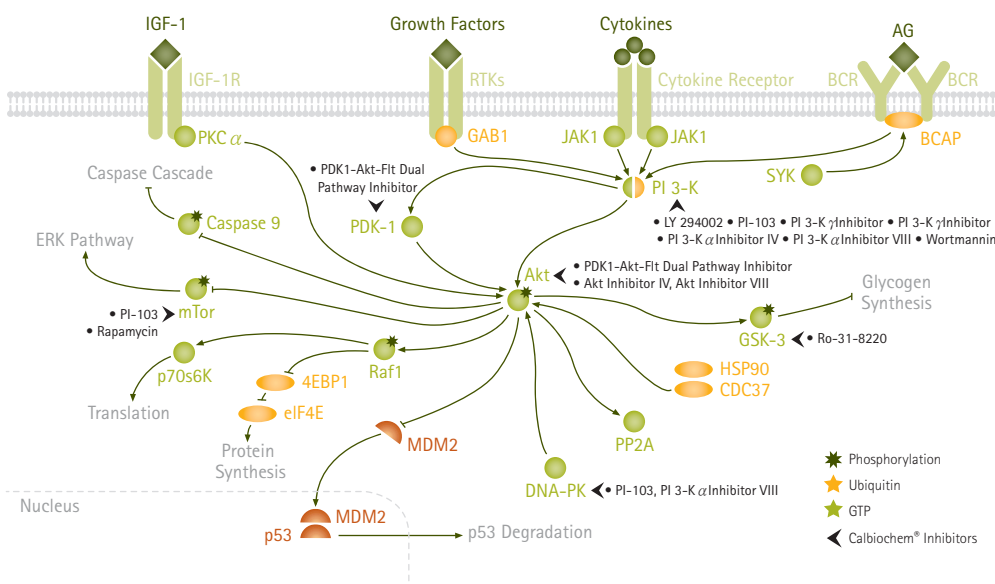 IGF-1
Growth Factors
Cytokines
AG
IGF-1R
RTKs
Cytokine Receptor
BCR
BCR
PKC α
GAB1
JAK1
JAK1
BCAP
Caspase Cascade
• PDK1-Akt-Flt Dual
Pathway Inhibitor
PI 3-K
SYK
Caspase 9
PDK-1
• LY 294002 • PI-103 • PI 3-K γInhibitor • PI 3-K γInhibitor
• PI 3-K αInhibitor IV • PI 3-K αInhibitor VIII • Wortmannin
ERK Pathway
Akt
• PDK1-Akt-Flt Dual Pathway Inhibitor
• Akt Inhibitor IV, Akt Inhibitor VIII
Glycogen
Synthesis
• PI-103
• Rapamycin
mTor
GSK-3
• Ro-31-8220
p70s6K
Raf1
HSP90
CDC37
4EBP1
Translation
eIF4E
Protein
Synthesis
MDM2
PP2A
DNA-PK
• PI-103, PI 3-K αInhibitor VIII
Nucleus
MDM2
p53
p53 Degradation
Phosphorylation
Ubiquitin
GTP
Calbiochem® Inhibitors